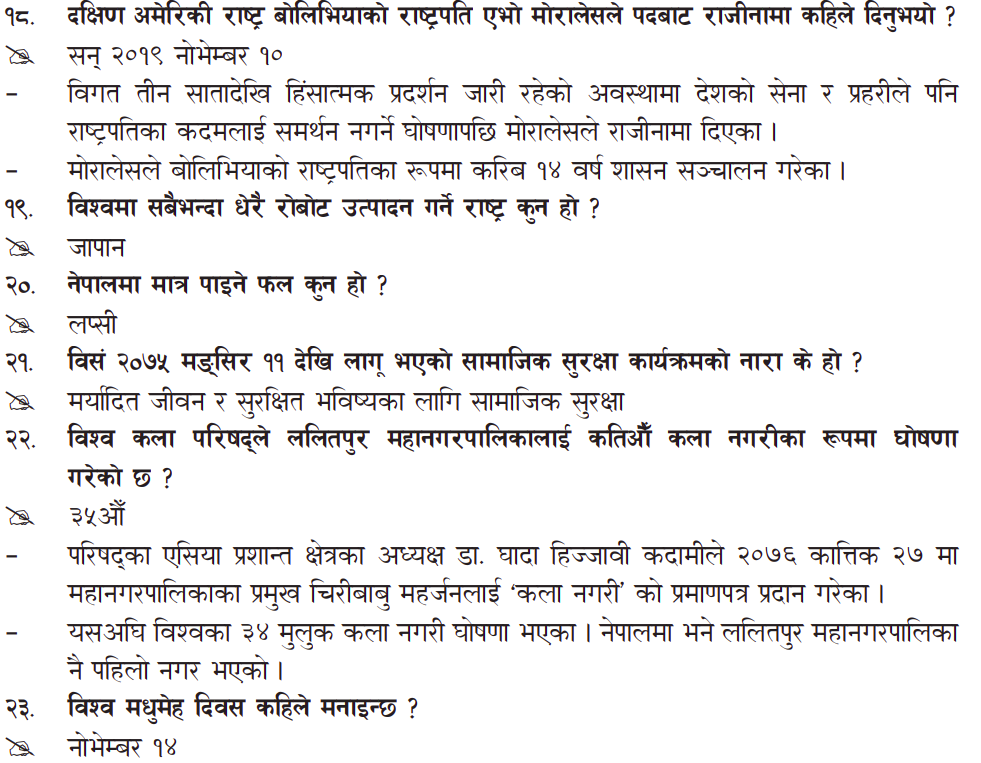 १८. दक्षिण अमेरिकी राष्ट्र बोलिभियाको राष्ट्रपति एभो मोरालेसले पदबाट राजीनामा कहिले दिनुभयो ?
सन् २०१९ नोभेम्बर १०
– विगत तीन सातादेखि हिंसात्मक प्रदर्शन जारी रहेको अवस्थामा देशको सेना र प्रहरीले पनि
राष्ट्रपतिका कदमलाई समर्थन नगर्ने घोषणापछि मोरालेसले राजीनामा दिएका ।
– मोरालेसले बोलिभियाको राष्ट्रपतिका रूपमा करिब १४ वर्ष शासन सञ्चालन गरेका ।
१९. विश्वमा सबैभन्दा धेरै रोबोट उत्पादन गर्ने राष्ट्र कुन हो ?
जापान
२०. नेपालमा मात्र पाइने फल कुन हो ?
लप्सी
२१. विसं २०७५ मङ्सिर ११ देखि लागू भएको सामाजिक सुरक्षा कार्यक्रमको नारा के हो ?
मर्यादित जीवन र सुरक्षित भविष्यका लागि सामाजिक सुरक्षा
२२. विश्व कला परिषद्ले ललितपुर महानगरपालिकालाई कतिऔँ कला नगरीका रूपमा घोषणा
गरेको छ ?
३५औँ
– परिषद्का एसिया प्रशान्त क्षेत्रका अध्यक्ष डा. घादा हिज्जावी कदामीले २०७६ कात्तिक २७ मा
महानगरपालिकाका प्रमुख चिरीबाबु महर्जनलाई ‘कला नगरी’ को प्रमाणपत्र प्रदान गरेका ।
– यसअघि विश्वका ३४ मुलुक कला नगरी घोषणा भएका । नेपालमा भने ललितपुर महानगरपालिका
नै पहिलो नगर भएको ।
२३. विश्व मधुमेह दिवस कहिले मनाइन्छ ?
नोभेम्बर १४